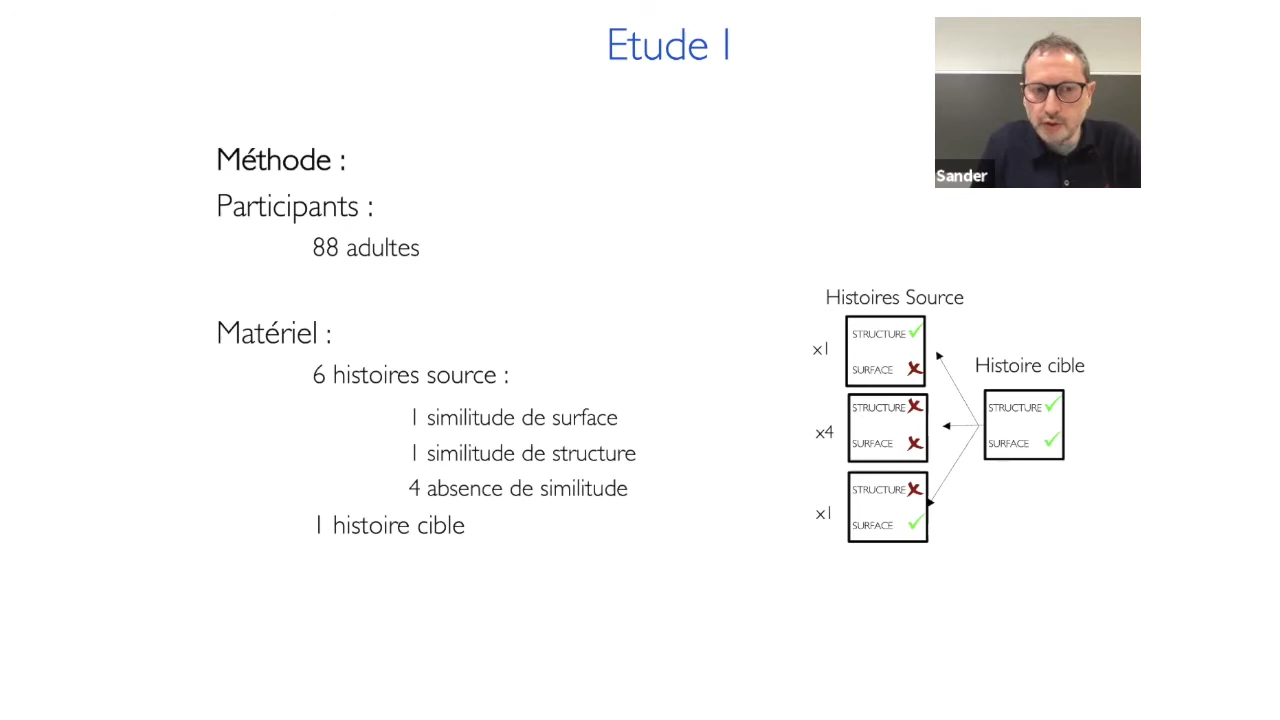 Etude I
Sander
Méthode :
Participants :
88 adultes
Matériel :
6 histoires source :
1 similitude de surface
1 similitude de structure
4 absence de similitude
1 histoire cible
Histoires Source
x1
STRUCTURE
SURFACE
x4
STRUCTURE
SURFACE
x1
STRUCTURE
SURFACE
Histoire cible
STRUCTURE
SURFACE